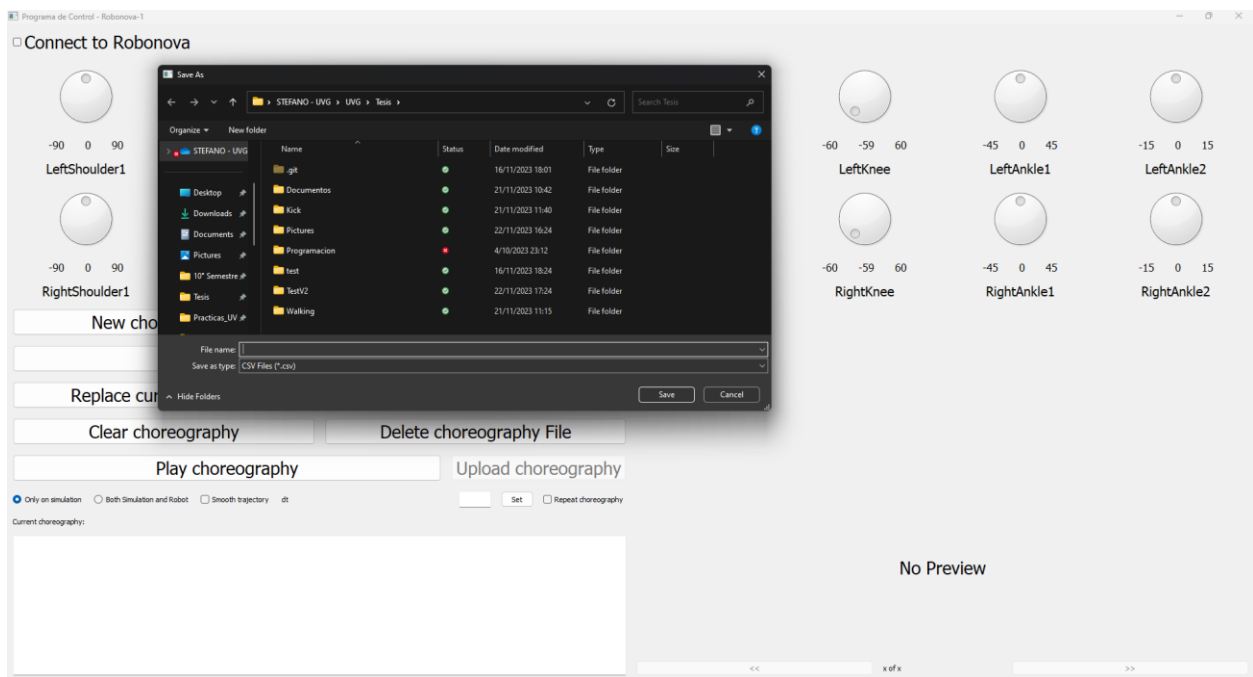 Programa de Control - Robonova-1
Connect to Robonova
-90 0 90
LeftShoulder1
-90 0 90
RightShoulder1
Save As
STEFANO - UVG > UVG > Tesis >
Search Tesis
Organize New folder
STEFANO - UVG
Desktop
Downloads
Documents
Pictures
10° Semestre
Tesis
Practicas_UV
Name Status Date modified Type Size
.git 16/11/2023 18:01 File folder
Documentos 21/11/2023 10:42 File folder
Kick 21/11/2023 11:40 File folder
Pictures 22/11/2023 16:24 File folder
Programacion 4/10/2023 23:12 File folder
test 16/11/2023 18:24 File folder
TestV2 22/11/2023 17:24 File folder
Walking 21/11/2023 11:15 File folder
File name:
Save as type: CSV Files (*.csv)
Hide Folders
Save Cancel
-60 -59 60
LeftKnee
-45 0 45
LeftAnkle1
-15 0 15
LeftAnkle2
-60 -59 60
RightKnee
-45 0 45
RightAnkle1
-15 0 15
RightAnkle2
New cho
Replace cur
Clear choreography Delete choreography File
Play choreography Upload choreography
Only on simulation Both Simulation and Robot Smooth trajectory dt Set Repeat choreography
Current choreography:
No Preview
<< x of x >>